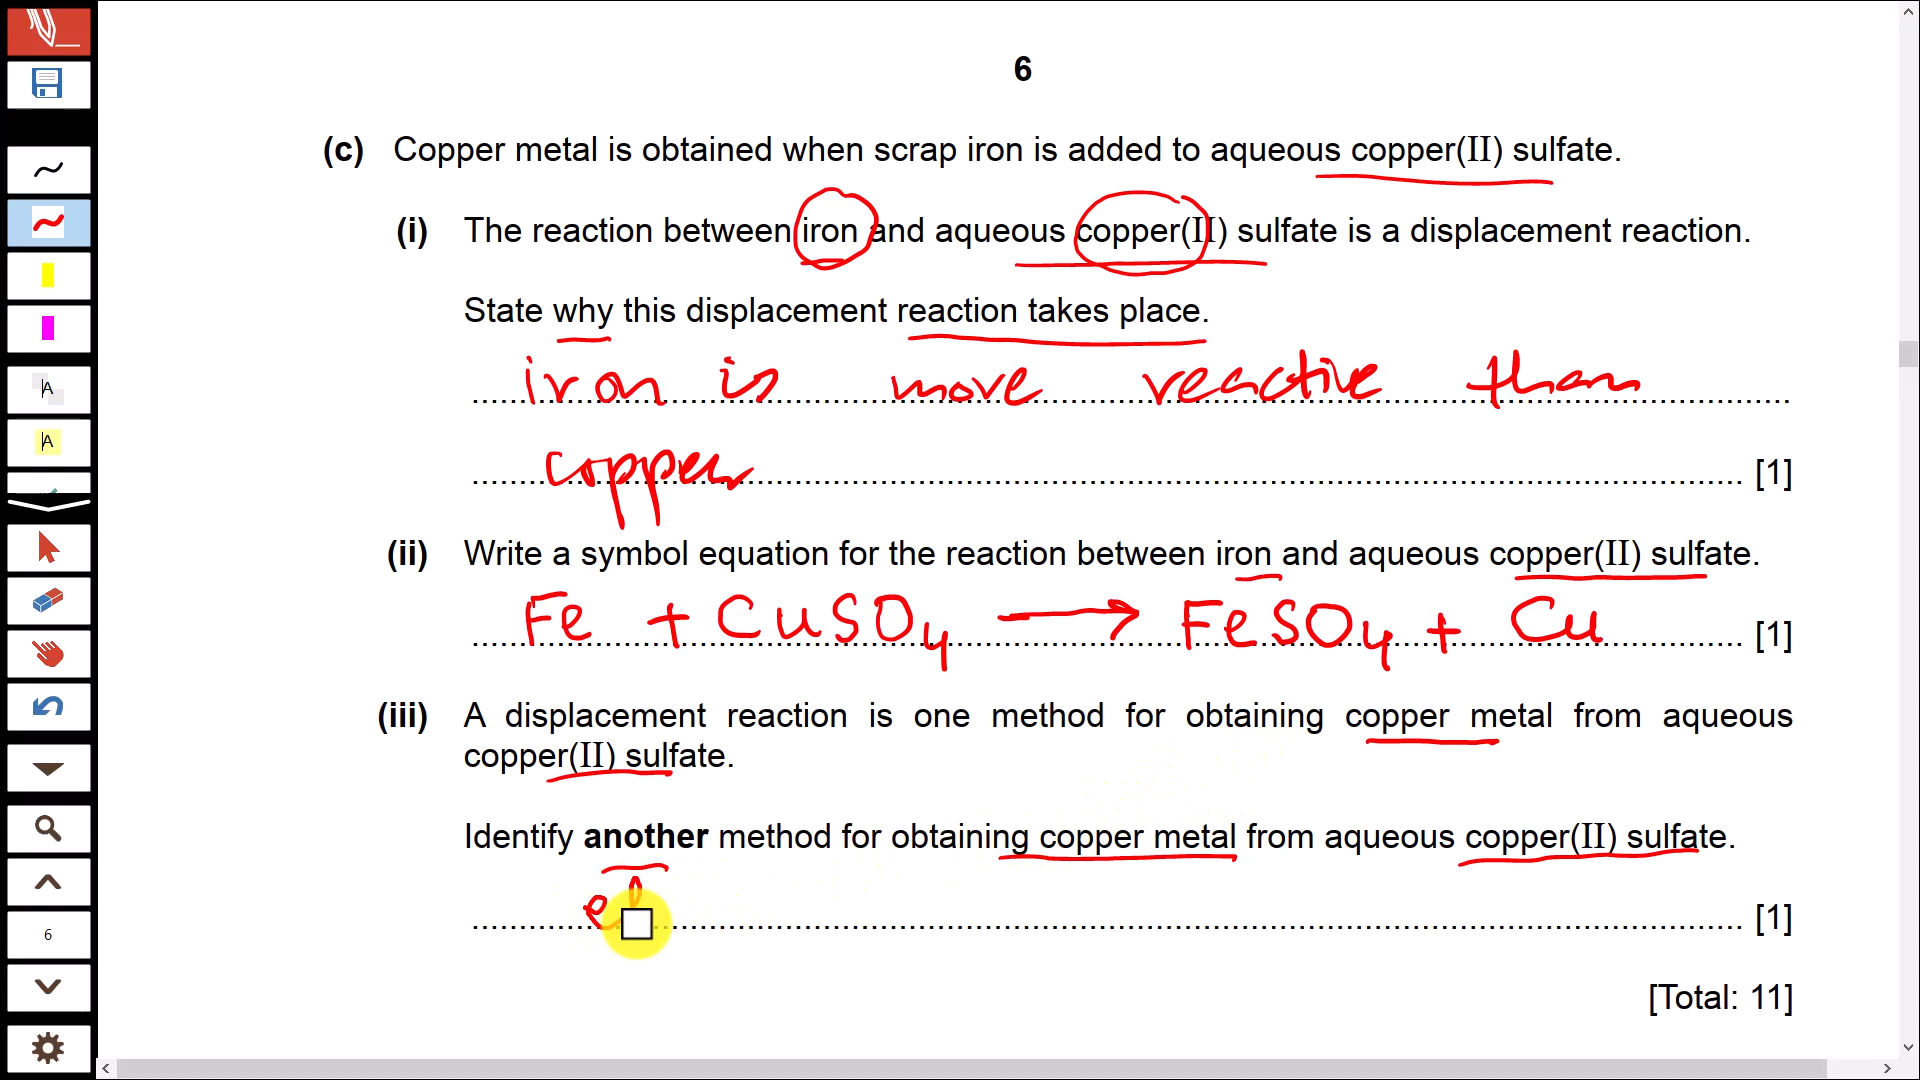 6
(c) Copper metal is obtained when scrap iron is added to aqueous copper(II) sulfate.
(i) The reaction between iron and aqueous copper(II) sulfate is a displacement reaction.
State why this displacement reaction takes place.
iron is more reactive than
copper [1]
(ii) Write a symbol equation for the reaction between iron and aqueous copper(II) sulfate.
Fe + CuSO4 → FeSO4 + Cu [1]
(iii) A displacement reaction is one method for obtaining copper metal from aqueous
copper(II) sulfate.
Identify another method for obtaining copper metal from aqueous copper(II) sulfate.
el [1]
[Total: 11]
A
A
6